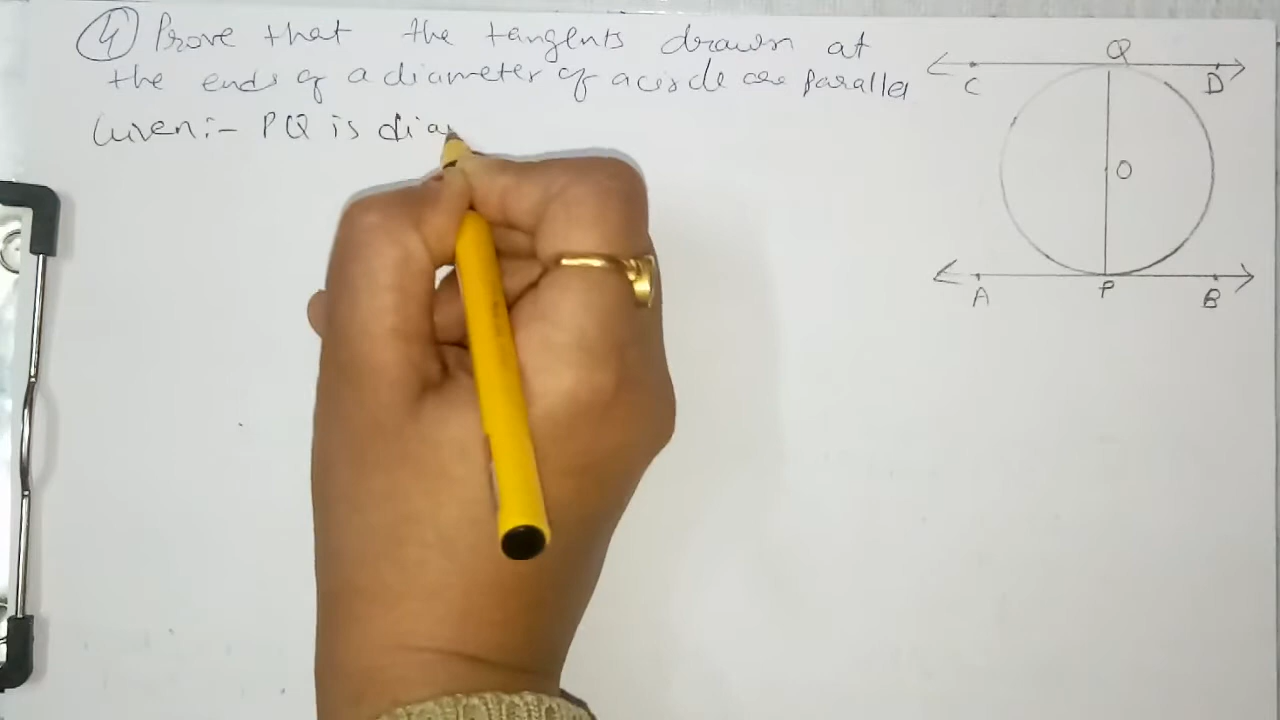 4 Prove that the tangents drawn at
the ends of a diameter of a circle are parallel
Given:- PQ is dia
Q
C
D
O
A
P
B